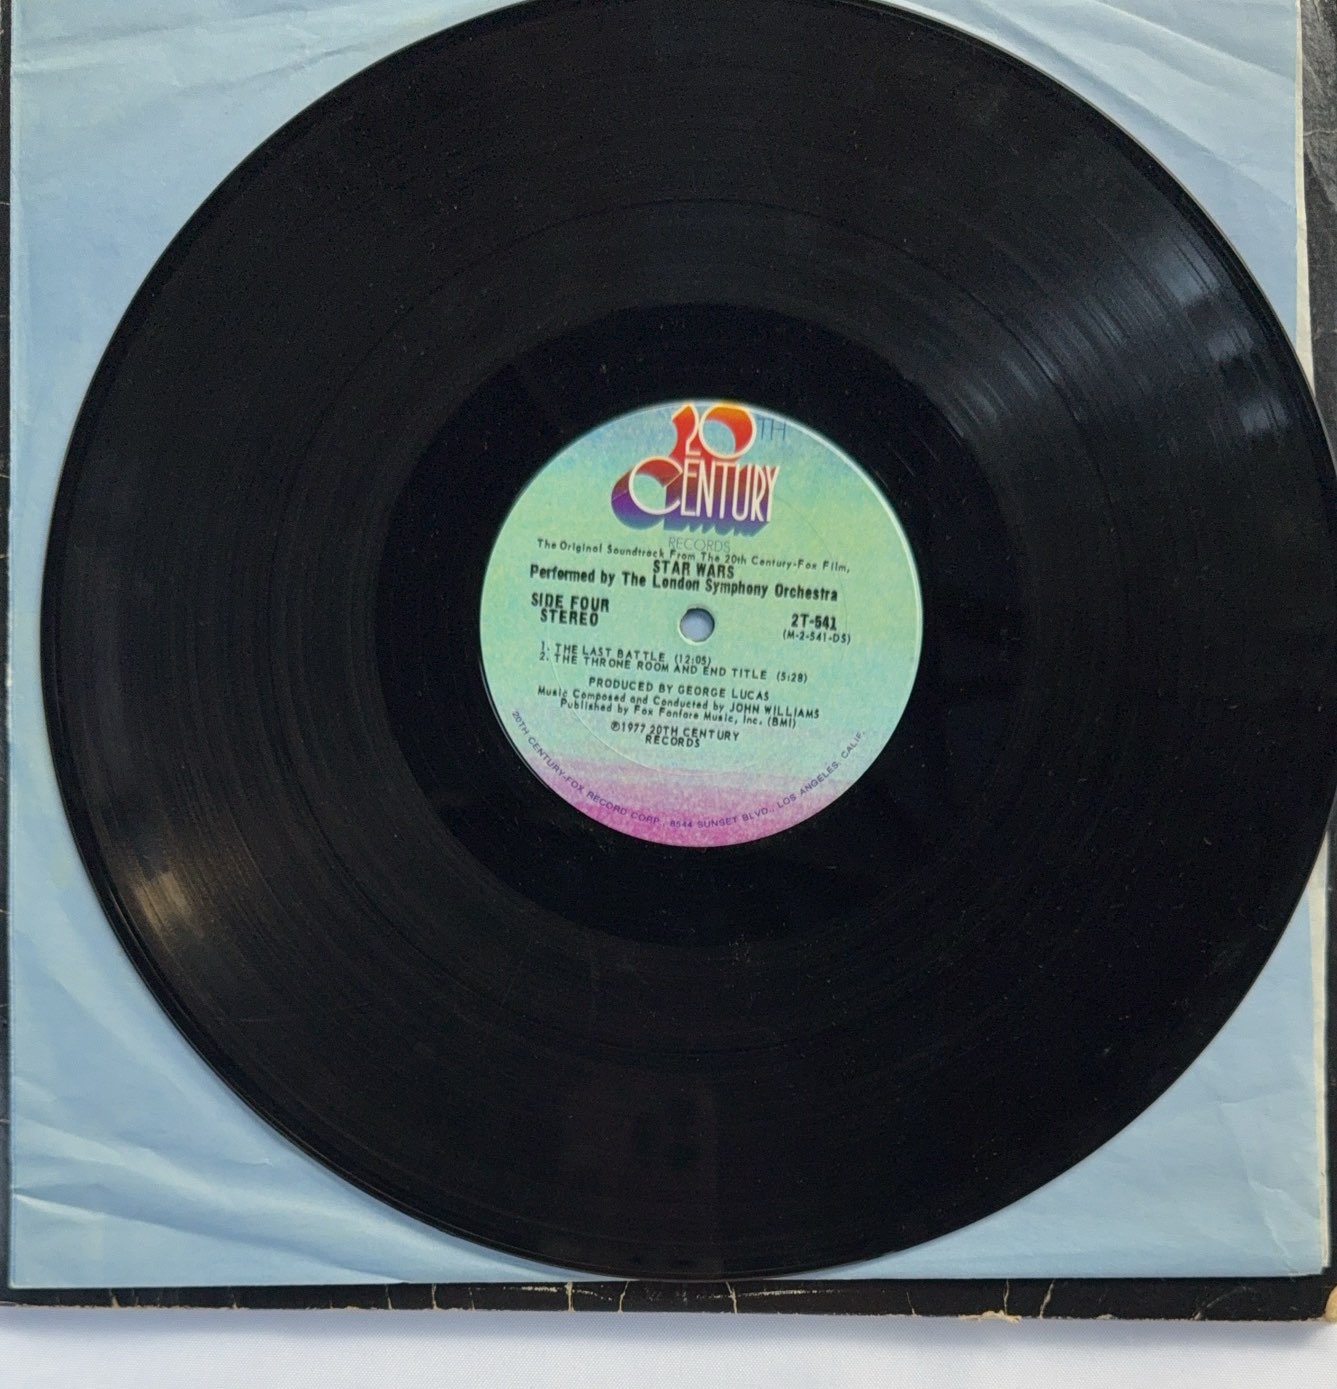 20TH
CENTURY
RECORDS
The Original Soundtrack From The 20th Century-Fox Film,
STAR WARS
Performed by The London Symphony Orchestra
SIDE FOUR
STEREO
2T-541
(M-2-541-DS)
1. THE LAST BATTLE (12:05)
2. THE THRONE ROOM AND END TITLE (5:28)
PRODUCED BY GEORGE LUCAS
Music Composed and Conducted by JOHN WILLIAMS
Published by Fox Fanfare Music, Inc. (BMI)
℗1977 20TH CENTURY
RECORDS
20TH CENTURY-FOX RECORD CORP., 8544 SUNSET BLVD., LOS ANGELES, CALIF.